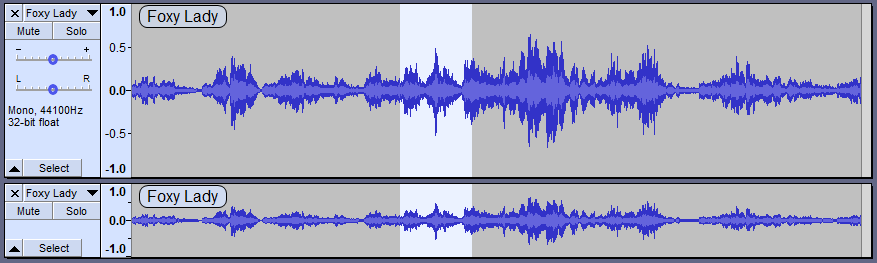 × Foxy Lady ▼
Mute Solo
- +
L R
Mono, 44100Hz
32-bit float
▲ Select
1.0
0.5
0.0
-0.5
-1.0
Foxy Lady
× Foxy Lady ▼
Mute Solo
▲ Select
1.0
0.0
-1.0
Foxy Lady